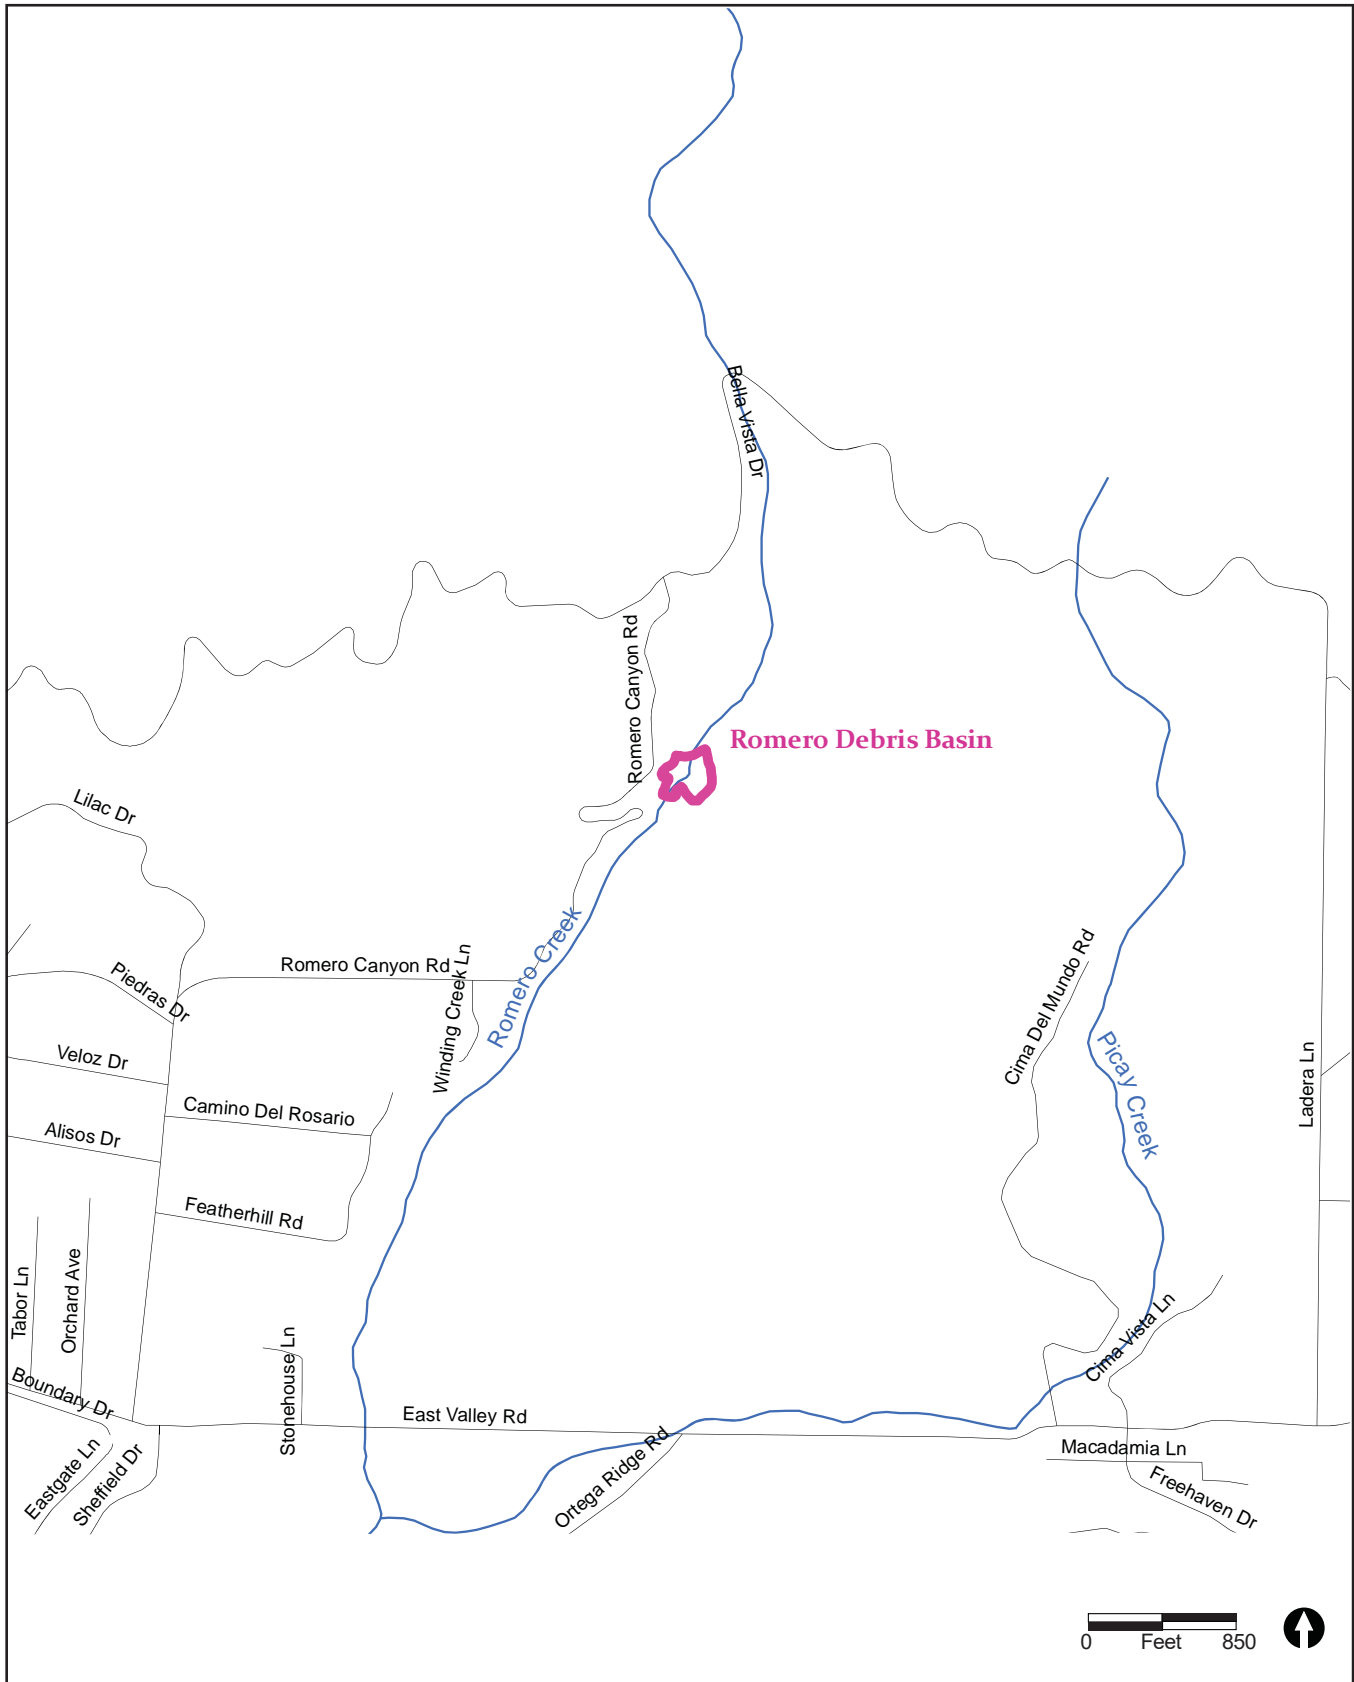 Bella Vista Dr
Romero Canyon Rd
Romero Debris Basin
Lilac Dr
Romero Creek
Cima Del Mundo Rd
Romero Canyon Rd
Winding Creek Ln
Piedras Dr
Picay Creek
Ladera Ln
Veloz Dr
Camino Del Rosario
Alisos Dr
Featherhill Rd
Tabor Ln
Orchard Ave
Cima Vista Ln
Stonehouse Ln
Boundary Dr
East Valley Rd
Ortega Ridge Rd
Macadamia Ln
Eastgate Ln
Sheffield Dr
Freehaven Dr
0 Feet 850